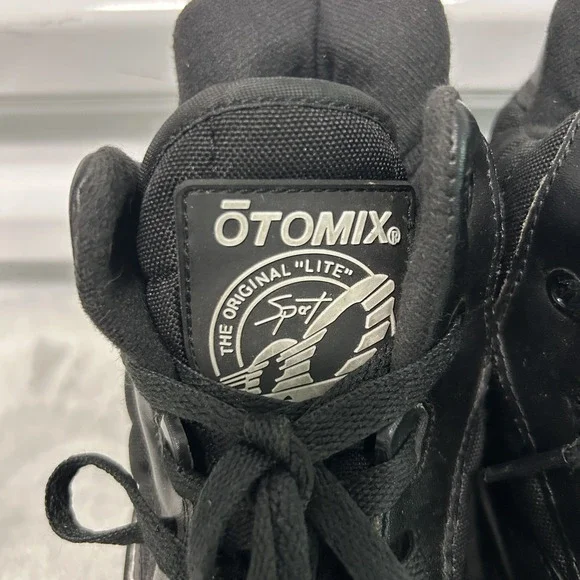 ŌTOMIX®
THE ORIGINAL "LITE"
Sport